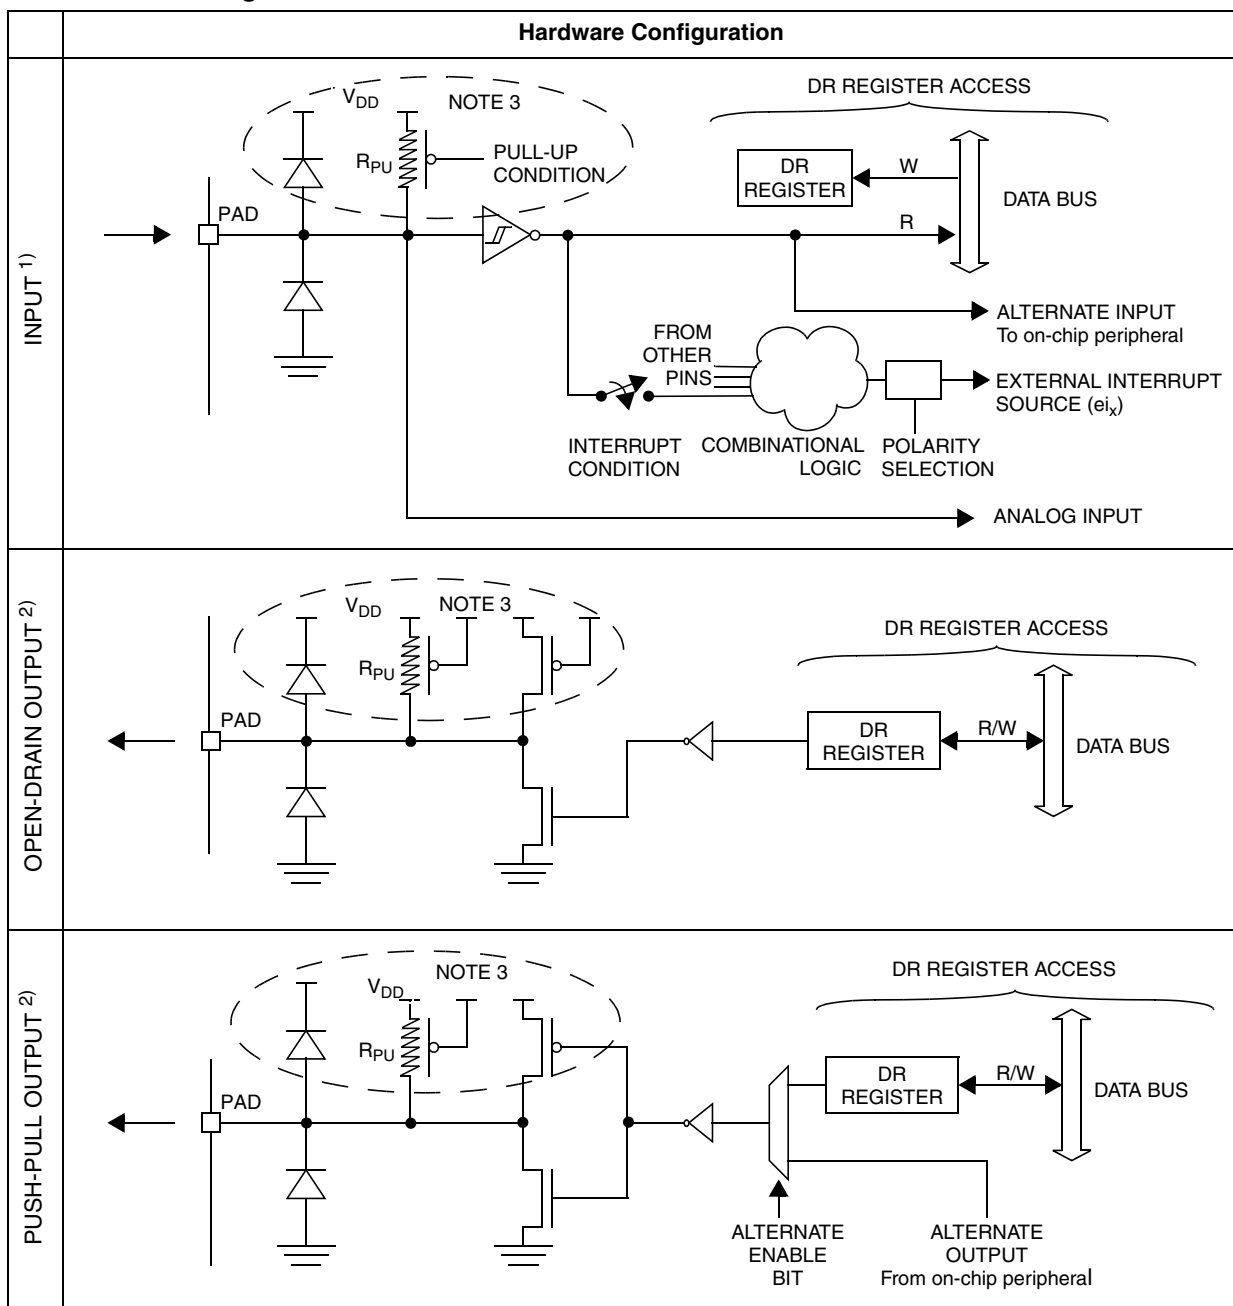 Hardware Configuration
INPUT 1)
VDD
NOTE 3
RPU
PULL-UP
CONDITION
PAD
DR REGISTER ACCESS
DR
REGISTER
W
R
DATA BUS
ALTERNATE INPUT
To on-chip peripheral
FROM
OTHER
PINS
EXTERNAL INTERRUPT
SOURCE (eix)
INTERRUPT
CONDITION
COMBINATIONAL
LOGIC
POLARITY
SELECTION
ANALOG INPUT
OPEN-DRAIN OUTPUT 2)
VDD
NOTE 3
RPU
PAD
DR REGISTER ACCESS
DR
REGISTER
R/W
DATA BUS
PUSH-PULL OUTPUT 2)
NOTE 3
VDD
RPU
PAD
DR REGISTER ACCESS
DR
REGISTER
R/W
DATA BUS
ALTERNATE
ENABLE
BIT
ALTERNATE
OUTPUT
From on-chip peripheral